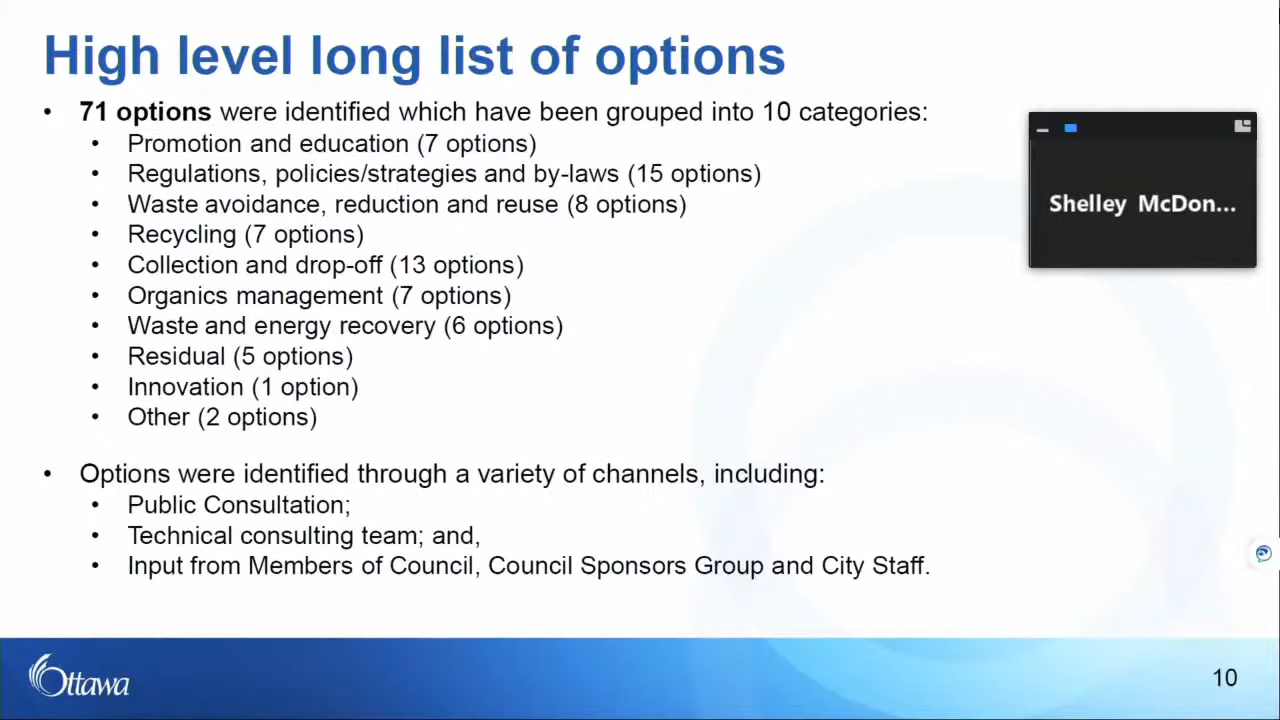 High level long list of options
• 71 options were identified which have been grouped into 10 categories:
• Promotion and education (7 options)
• Regulations, policies/strategies and by-laws (15 options)
• Waste avoidance, reduction and reuse (8 options)
• Recycling (7 options)
• Collection and drop-off (13 options)
• Organics management (7 options)
• Waste and energy recovery (6 options)
• Residual (5 options)
• Innovation (1 option)
• Other (2 options)
Shelley McDon...
• Options were identified through a variety of channels, including:
• Public Consultation;
• Technical consulting team; and,
• Input from Members of Council, Council Sponsors Group and City Staff.
Ottawa
10